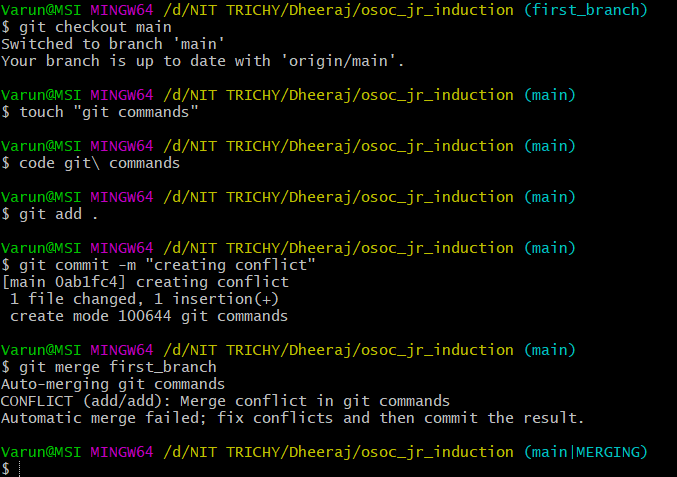 Varun@MSI MINGW64 /d/NIT TRICHY/Dheeraj/osoc_jr_induction (first_branch)
$ git checkout main
Switched to branch 'main'
Your branch is up to date with 'origin/main'.
Varun@MSI MINGW64 /d/NIT TRICHY/Dheeraj/osoc_jr_induction (main)
$ touch "git commands"
Varun@MSI MINGW64 /d/NIT TRICHY/Dheeraj/osoc_jr_induction (main)
$ code git\ commands
Varun@MSI MINGW64 /d/NIT TRICHY/Dheeraj/osoc_jr_induction (main)
$ git add .
Varun@MSI MINGW64 /d/NIT TRICHY/Dheeraj/osoc_jr_induction (main)
$ git commit -m "creating conflict"
[main 0ab1fc4] creating conflict
 1 file changed, 1 insertion(+)
 create mode 100644 git commands
Varun@MSI MINGW64 /d/NIT TRICHY/Dheeraj/osoc_jr_induction (main)
$ git merge first_branch
Auto-merging git commands
CONFLICT (add/add): Merge conflict in git commands
Automatic merge failed; fix conflicts and then commit the result.
Varun@MSI MINGW64 /d/NIT TRICHY/Dheeraj/osoc_jr_induction (main|MERGING)
$